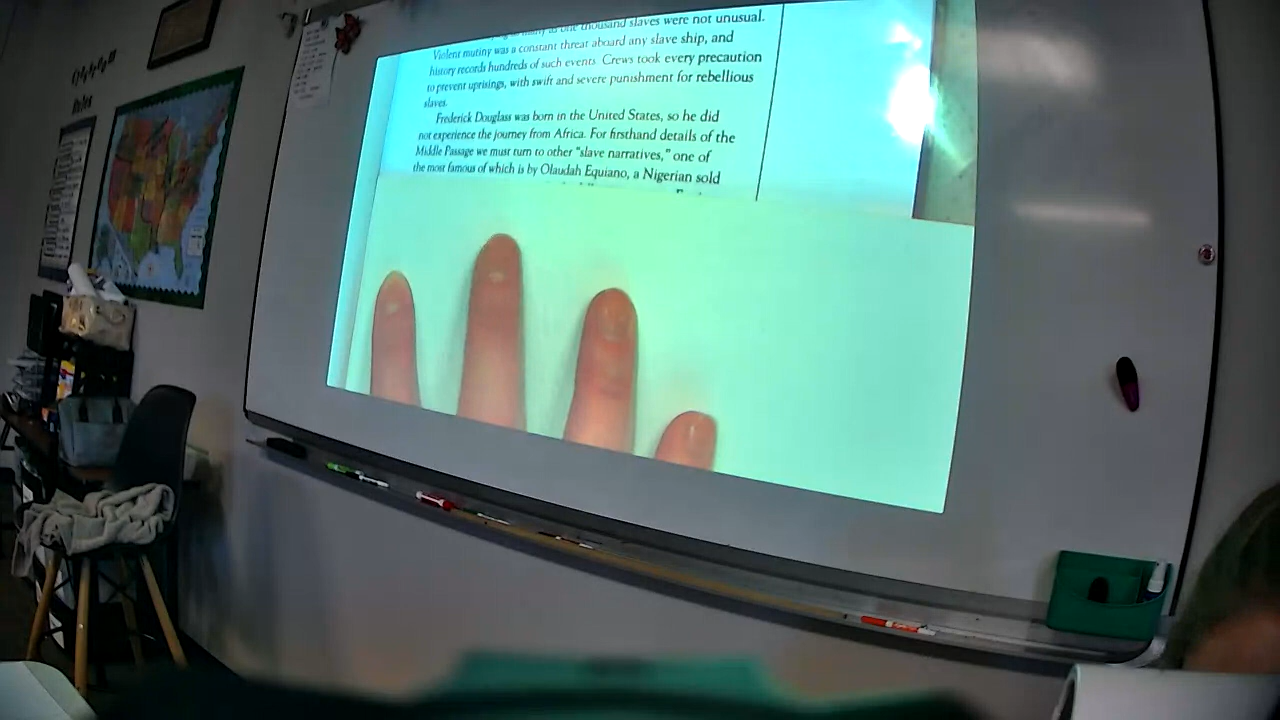 one thousand slaves were not unusual.
Violent mutiny was a constant threat aboard any slave ship, and
history records hundreds of such events. Crews took every precaution
to prevent uprisings, with swift and severe punishment for rebellious
slaves.
Frederick Douglass was born in the United States, so he did
not experience the journey from Africa. For firsthand details of the
Middle Passage we must turn to other "slave narratives," one of
the most famous of which is by Olaudah Equiano, a Nigerian sold